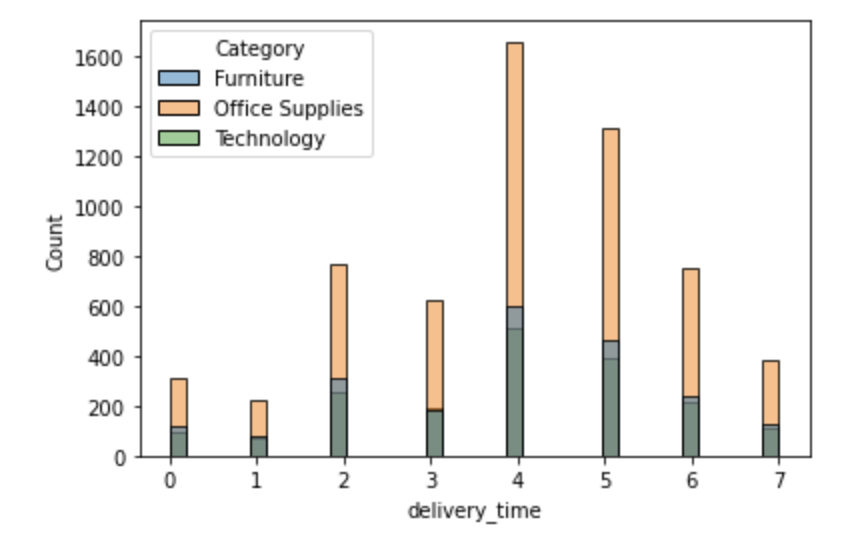 Category
Furniture
Office Supplies
Technology
1600
1400
1200
1000
800
600
400
200
0
Count
0 1 2 3 4 5 6 7
delivery_time